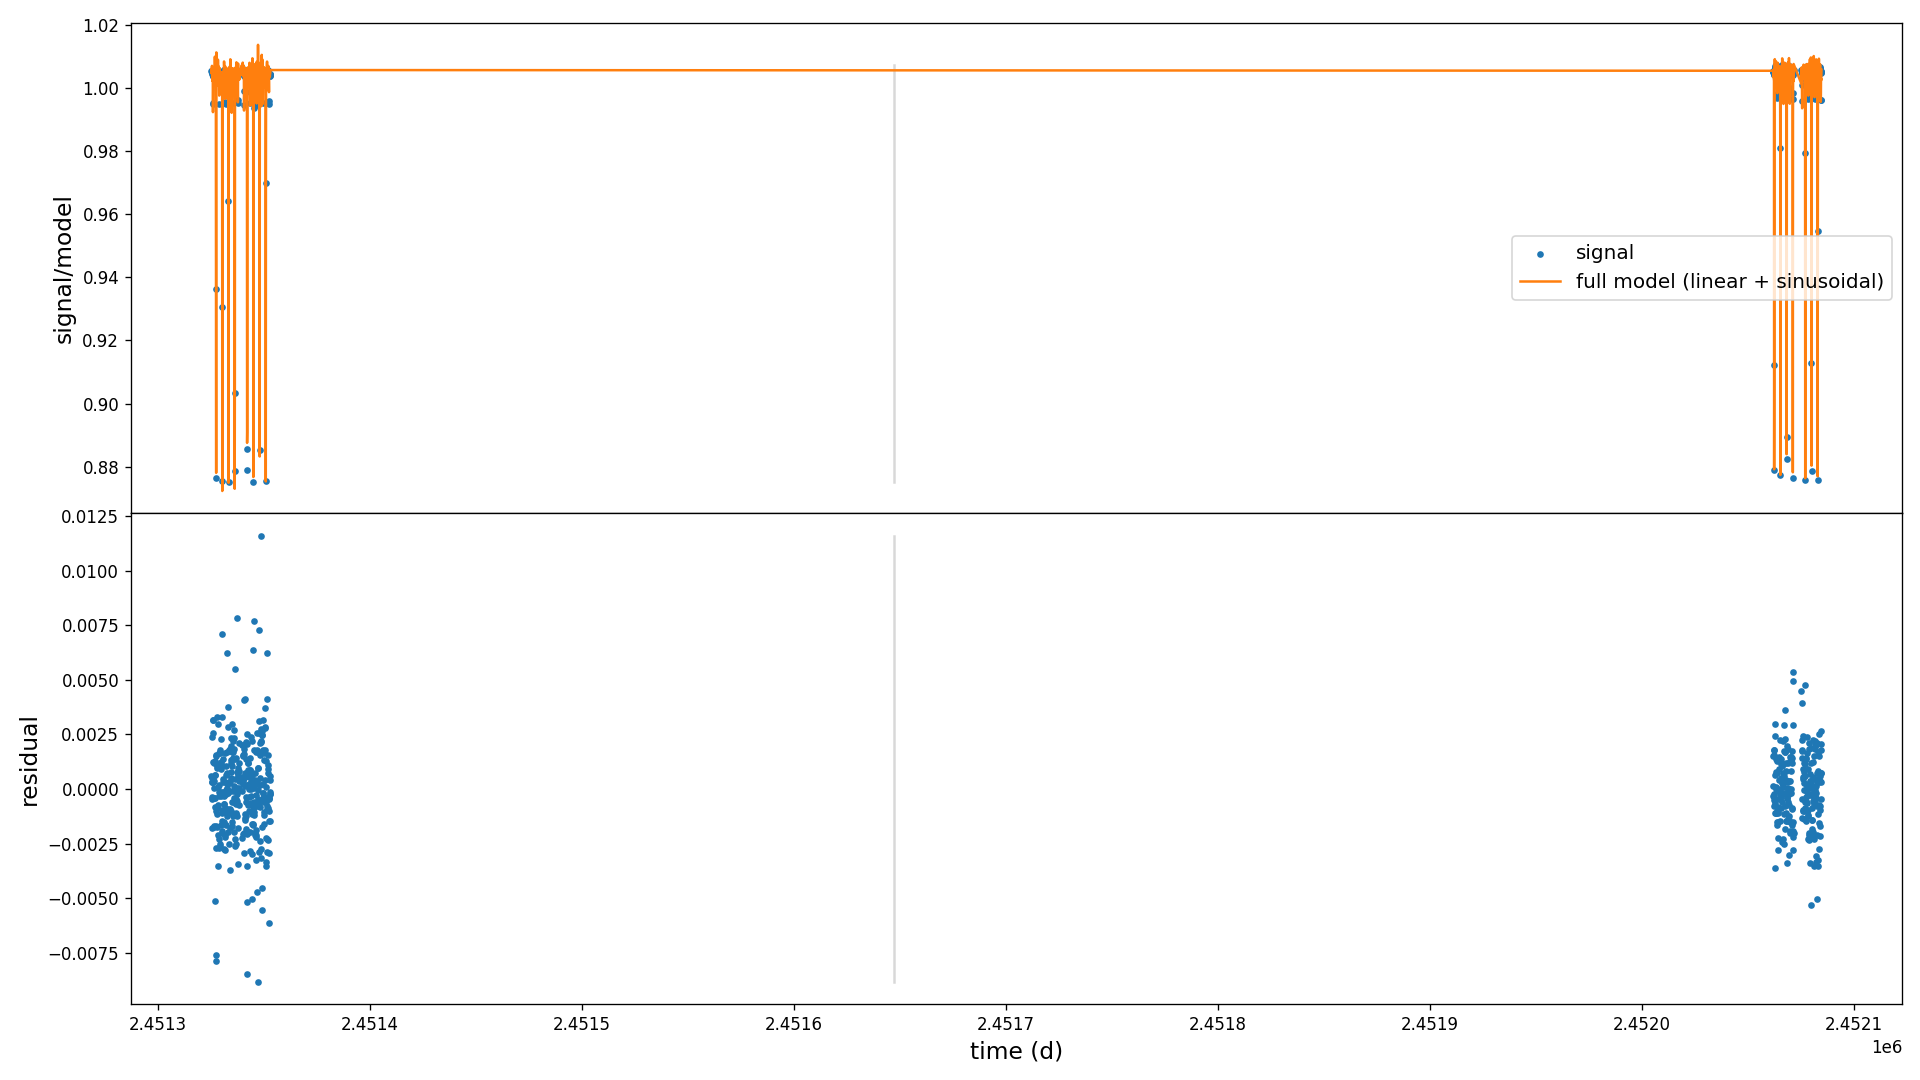 1.02
1.00
0.98
0.96
0.94
0.92
0.90
0.88
signal/model
signal
full model (linear + sinusoidal)
0.0125
0.0100
0.0075
0.0050
0.0025
0.0000
−0.0025
−0.0050
−0.0075
residual
2.4513 2.4514 2.4515 2.4516 2.4517 2.4518 2.4519 2.4520 2.4521
1e6
time (d)